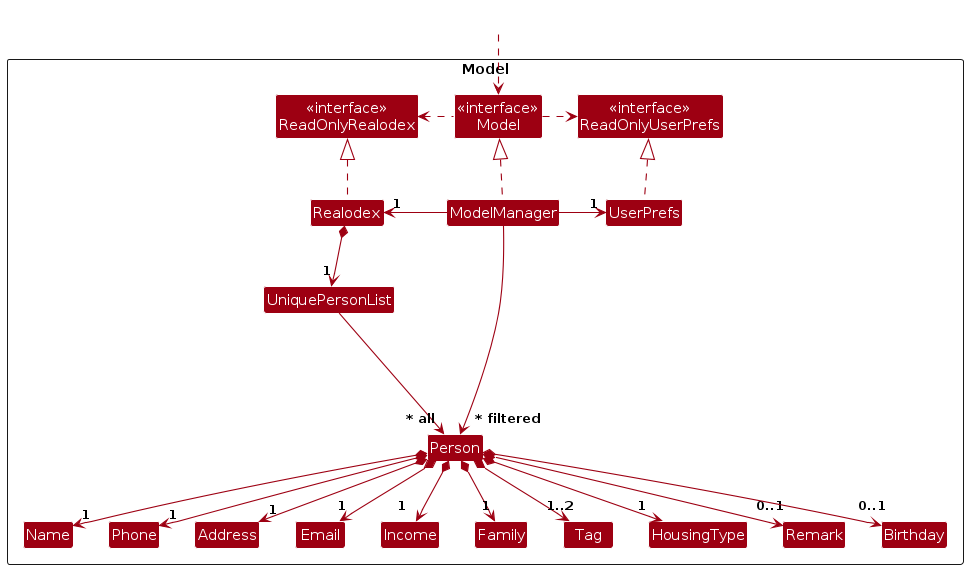 Model
«interface»
ReadOnlyRealodex
«interface»
Model
«interface»
ReadOnlyUserPrefs
Realodex
1
ModelManager
1
UserPrefs
1
UniquePersonList
* all
* filtered
Person
1
1
1
1
1
1
1..2
1
0..1
0..1
Name
Phone
Address
Email
Income
Family
Tag
HousingType
Remark
Birthday